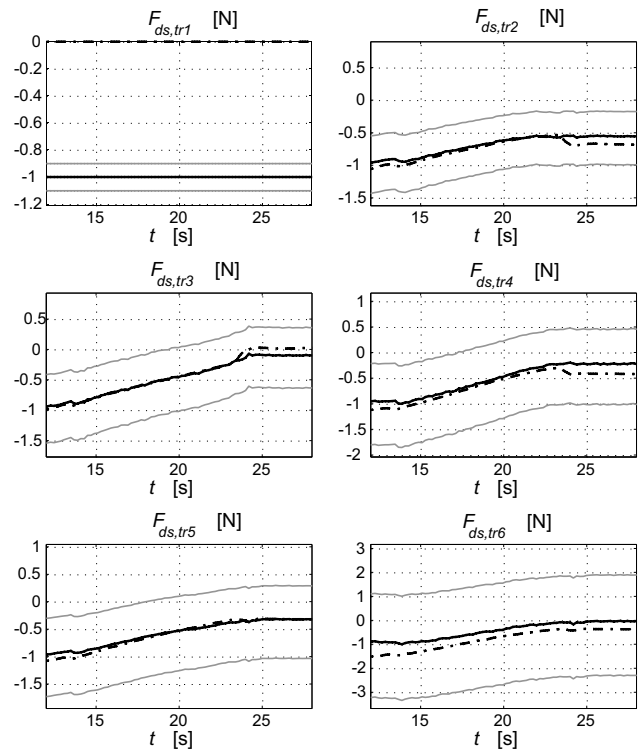 F_ds,tr1 [N]
0
-0.2
-0.4
-0.6
-0.8
-1
-1.2
15 20 25
t [s]
F_ds,tr2 [N]
0.5
0
-0.5
-1
-1.5
15 20 25
t [s]
F_ds,tr3 [N]
0.5
0
-0.5
-1
-1.5
15 20 25
t [s]
F_ds,tr4 [N]
1
0.5
0
-0.5
-1
-1.5
-2
15 20 25
t [s]
F_ds,tr5 [N]
1
0.5
0
-0.5
-1
-1.5
15 20 25
t [s]
F_ds,tr6 [N]
3
2
1
0
-1
-2
-3
15 20 25
t [s]